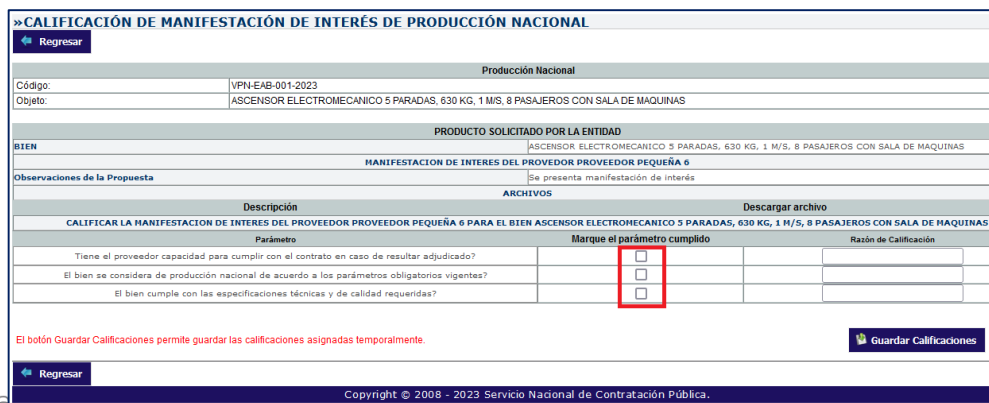 »CALIFICACIÓN DE MANIFESTACIÓN DE INTERÉS DE PRODUCCIÓN NACIONAL
Regresar
Producción Nacional
Código: VPN-EAB-001-2023
Objeto: ASCENSOR ELECTROMECANICO 5 PARADAS, 630 KG, 1 M/S, 8 PASAJEROS CON SALA DE MAQUINAS
PRODUCTO SOLICITADO POR LA ENTIDAD
BIEN ASCENSOR ELECTROMECANICO 5 PARADAS, 630 KG, 1 M/S, 8 PASAJEROS CON SALA DE MAQUINAS
MANIFESTACION DE INTERES DEL PROVEDOR PROVEEDOR PEQUEÑA 6
Observaciones de la Propuesta Se presenta manifestación de interés
ARCHIVOS
Descripción Descargar archivo
CALIFICAR LA MANIFESTACION DE INTERES DEL PROVEEDOR PROVEEDOR PEQUEÑA 6 PARA EL BIEN ASCENSOR ELECTROMECANICO 5 PARADAS, 630 KG, 1 M/S, 8 PASAJEROS CON SALA DE MAQUINAS
Parámetro Marque el parámetro cumplido Razón de Calificación
Tiene el proveedor capacidad para cumplir con el contrato en caso de resultar adjudicado?
El bien se considera de producción nacional de acuerdo a los parámetros obligatorios vigentes?
El bien cumple con las especificaciones técnicas y de calidad requeridas?
El botón Guardar Calificaciones permite guardar las calificaciones asignadas temporalmente. Guardar Calificaciones
Regresar
Copyright © 2008 - 2023 Servicio Nacional de Contratación Pública.